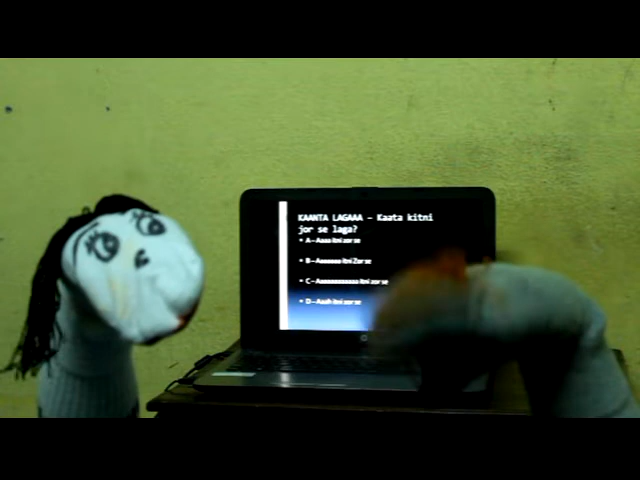 KAANTA LAGAAA – Kaata kitni
jor se laga?
• A – Aaaa itni zor se
• B – Aaaaaaa itni Zor se
• C – Aaaaaaaaaaaa itni zor se
• D – Aaah itni zor se